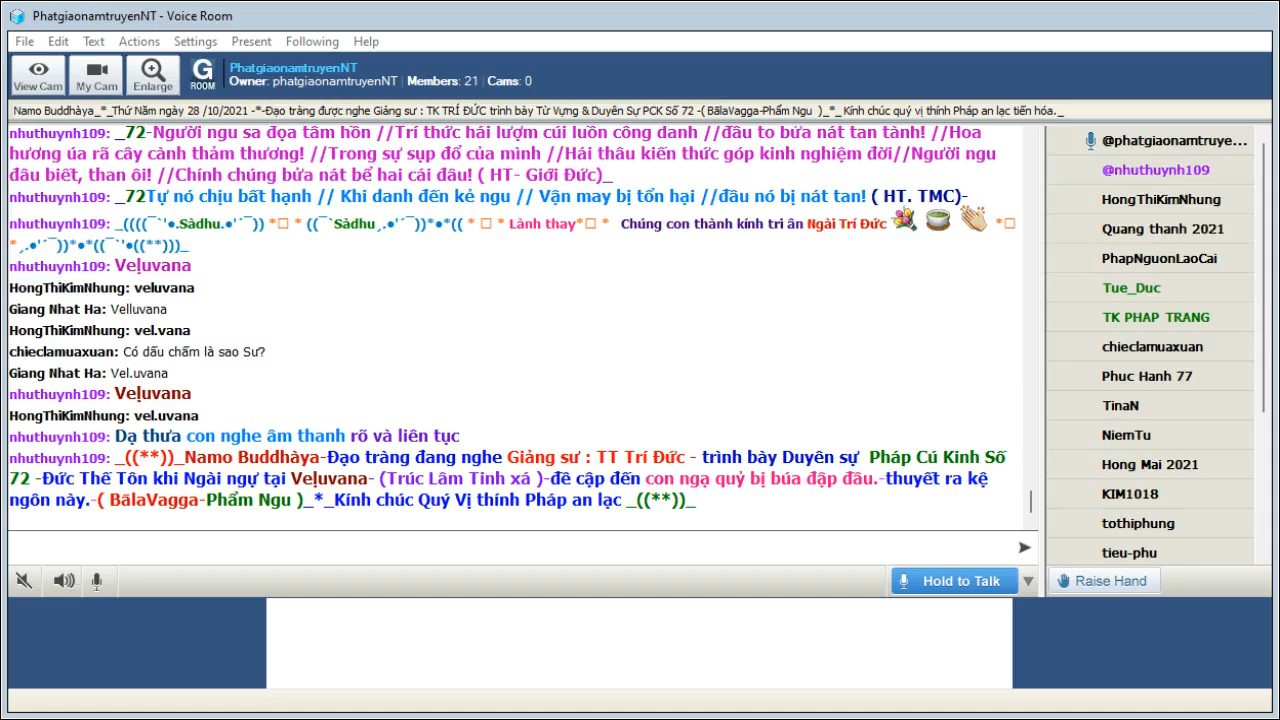 PhatgiaonamtruyenNT - Voice Room
File Edit Text Actions Settings Present Following Help
View Cam
My Cam
Enlarge
G ROOM
PhatgiaonamtruyenNT
Owner: phatgiaonamtruyenNT | Members: 21 | Cams: 0
Namo Buddhàya_*_Thứ Năm ngày 28 /10/2021 -*-Đạo tràng được nghe Giảng sư : TK TRÍ ĐỨC trình bày Từ Vựng & Duyên Sự PCK Số 72 -( BãlaVagga-Phẩm Ngu )_*_Kính chúc quý vị thính Pháp an lạc tiến hóa._
nhuthuynh109: _72-Người ngu sa đọa tâm hồn //Trí thức hái lượm cúi luồn công danh //đầu to bửa nát tan tành! //Hoa
hương úa rã cây cành thảm thương! //Trong sự sụp đổ của mình //Hái thâu kiến thức góp kinh nghiệm đời//Người ngu
đâu biết, than ôi! //Chính chúng bửa nát bể hai cái đầu! ( HT- Giới Đức)_
nhuthuynh109: _72Tự nó chịu bất hạnh // Khi danh đến kẻ ngu // Vận may bị tổn hại //đầu nó bị nát tan! ( HT. TMC)-
nhuthuynh109: _((((¯`'•.Sàdhu.•'´¯)) *□ * ((¯`Sàdhu¸.•'´¯))*•*(( * □ * Lành thay*□ * Chúng con thành kính tri ân Ngài Trí Đức *□
*¸.•'´¯))*•*((¯`'•((**)))_
nhuthuynh109: Veḷuvana
HongThiKimNhung: veluvana
Giang Nhat Ha: Velluvana
HongThiKimNhung: vel.vana
chieclamuaxuan: Có dấu chấm là sao Sư?
Giang Nhat Ha: Vel.uvana
nhuthuynh109: Veḷuvana
HongThiKimNhung: vel.uvana
nhuthuynh109: Dạ thưa con nghe âm thanh rõ và liên tục
nhuthuynh109: _((**))_Namo Buddhàya-Đạo tràng đang nghe Giảng sư : TT Trí Đức - trình bày Duyên sự Pháp Cú Kinh Số
72 -Đức Thế Tôn khi Ngài ngự tại Veḷuvana- (Trúc Lâm Tinh xá )-đề cập đến con ngạ quỷ bị búa đập đầu.-thuyết ra kệ
ngôn này.-( BãlaVagga-Phẩm Ngu )_*_Kính chúc Quý Vị thính Pháp an lạc _((**))_
@phatgiaonamtruye...
@nhuthuynh109
HongThiKimNhung
Quang thanh 2021
PhapNguonLaoCai
Tue_Duc
TK PHAP TRANG
chieclamuaxuan
Phuc Hanh 77
TinaN
NiemTu
Hong Mai 2021
KIM1018
tothiphung
tieu-phu
Hold to Talk
Raise Hand